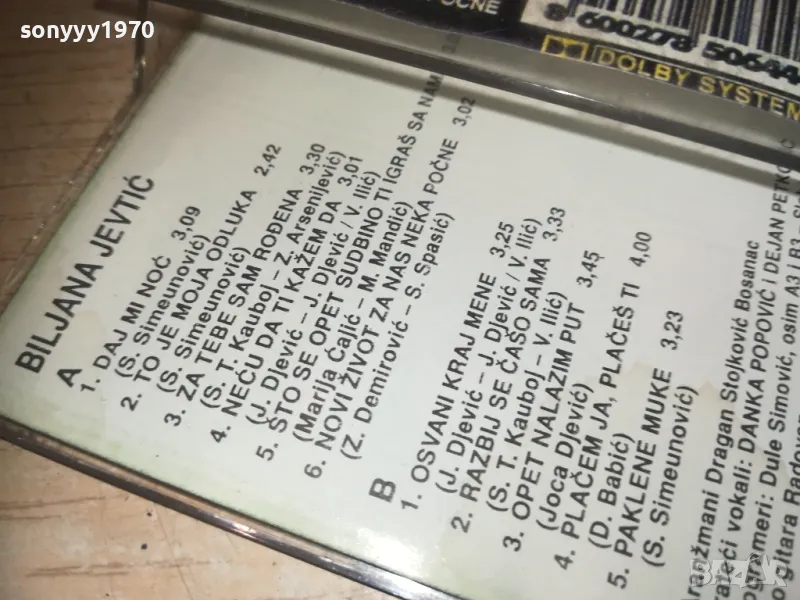 sonyyy1970
POČNE
8 600278 50644
DOLBY SYSTEM
BILJANA JEVTIĆ
A
1. DAJ MI NOĆ 3,09
(S. Simeunović)
2. TO JE MOJA ODLUKA 2,42
(S. Simeunović)
3. ZA TEBE SAM ROĐENA 3,30
(S. T. Kauboj – Z. Arsenijević)
4. NEĆU DA TI KAŽEM DA 3,01
(J. Djević – J. Djević / V. Ilić)
5. ŠTO SE OPET SUDBINO TI IGRAŠ SA NAMA
(Marija Ćalić – M. Mandić)
6. NOVI ŽIVOT ZA NAS NEKA POČNE 3,02
(Z. Demirović – S. Spasić)
B
1. OSVANI KRAJ MENE 3,25
(J. Djević – J. Djević / V. Ilić)
2. RAZBIJ SE ČAŠO SAMA 3,33
(S. T. Kauboj – V. Ilić)
3. OPET NALAZIM PUT 3,45
(Joca Djević)
4. PLAČEM JA, PLAČEŠ TI 4,00
(D. Babić)
5. PAKLENE MUKE 3,23
(S. Simeunović)
Aranžmani Dragan Stojković Bosanac
vokali: DANKA POPOVIĆ i DEJAN
Dule Simović, osim A3 i B3
gitara
BAZAR